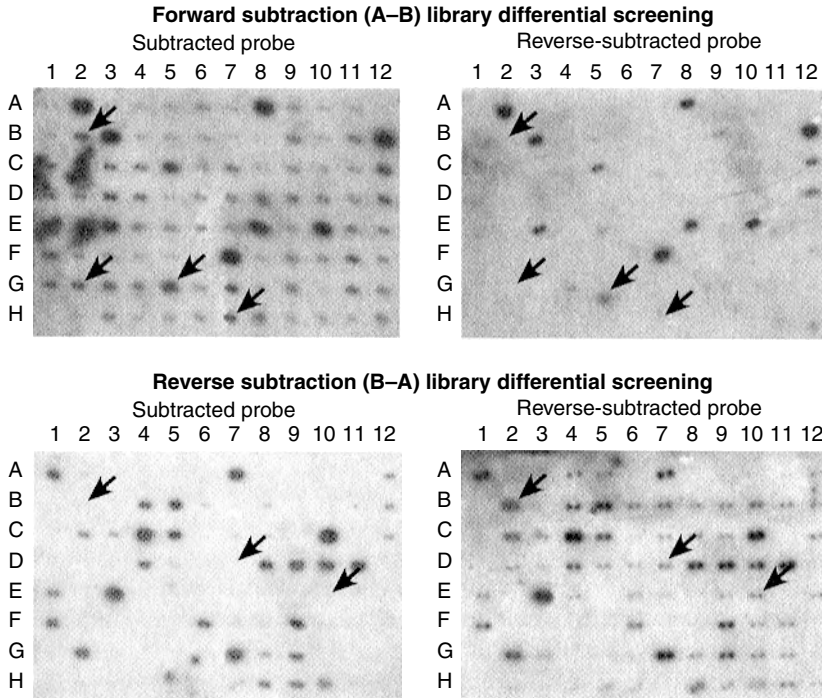 Forward subtraction (A–B) library differential screening
Subtracted probe
Reverse-subtracted probe
1 2 3 4 5 6 7 8 9 10 11 12
1 2 3 4 5 6 7 8 9 10 11 12
A
B
C
D
E
F
G
H
A
B
C
D
E
F
G
H
Reverse subtraction (B–A) library differential screening
Subtracted probe
Reverse-subtracted probe
1 2 3 4 5 6 7 8 9 10 11 12
1 2 3 4 5 6 7 8 9 10 11 12
A
B
C
D
E
F
G
H
A
B
C
D
E
F
G
H